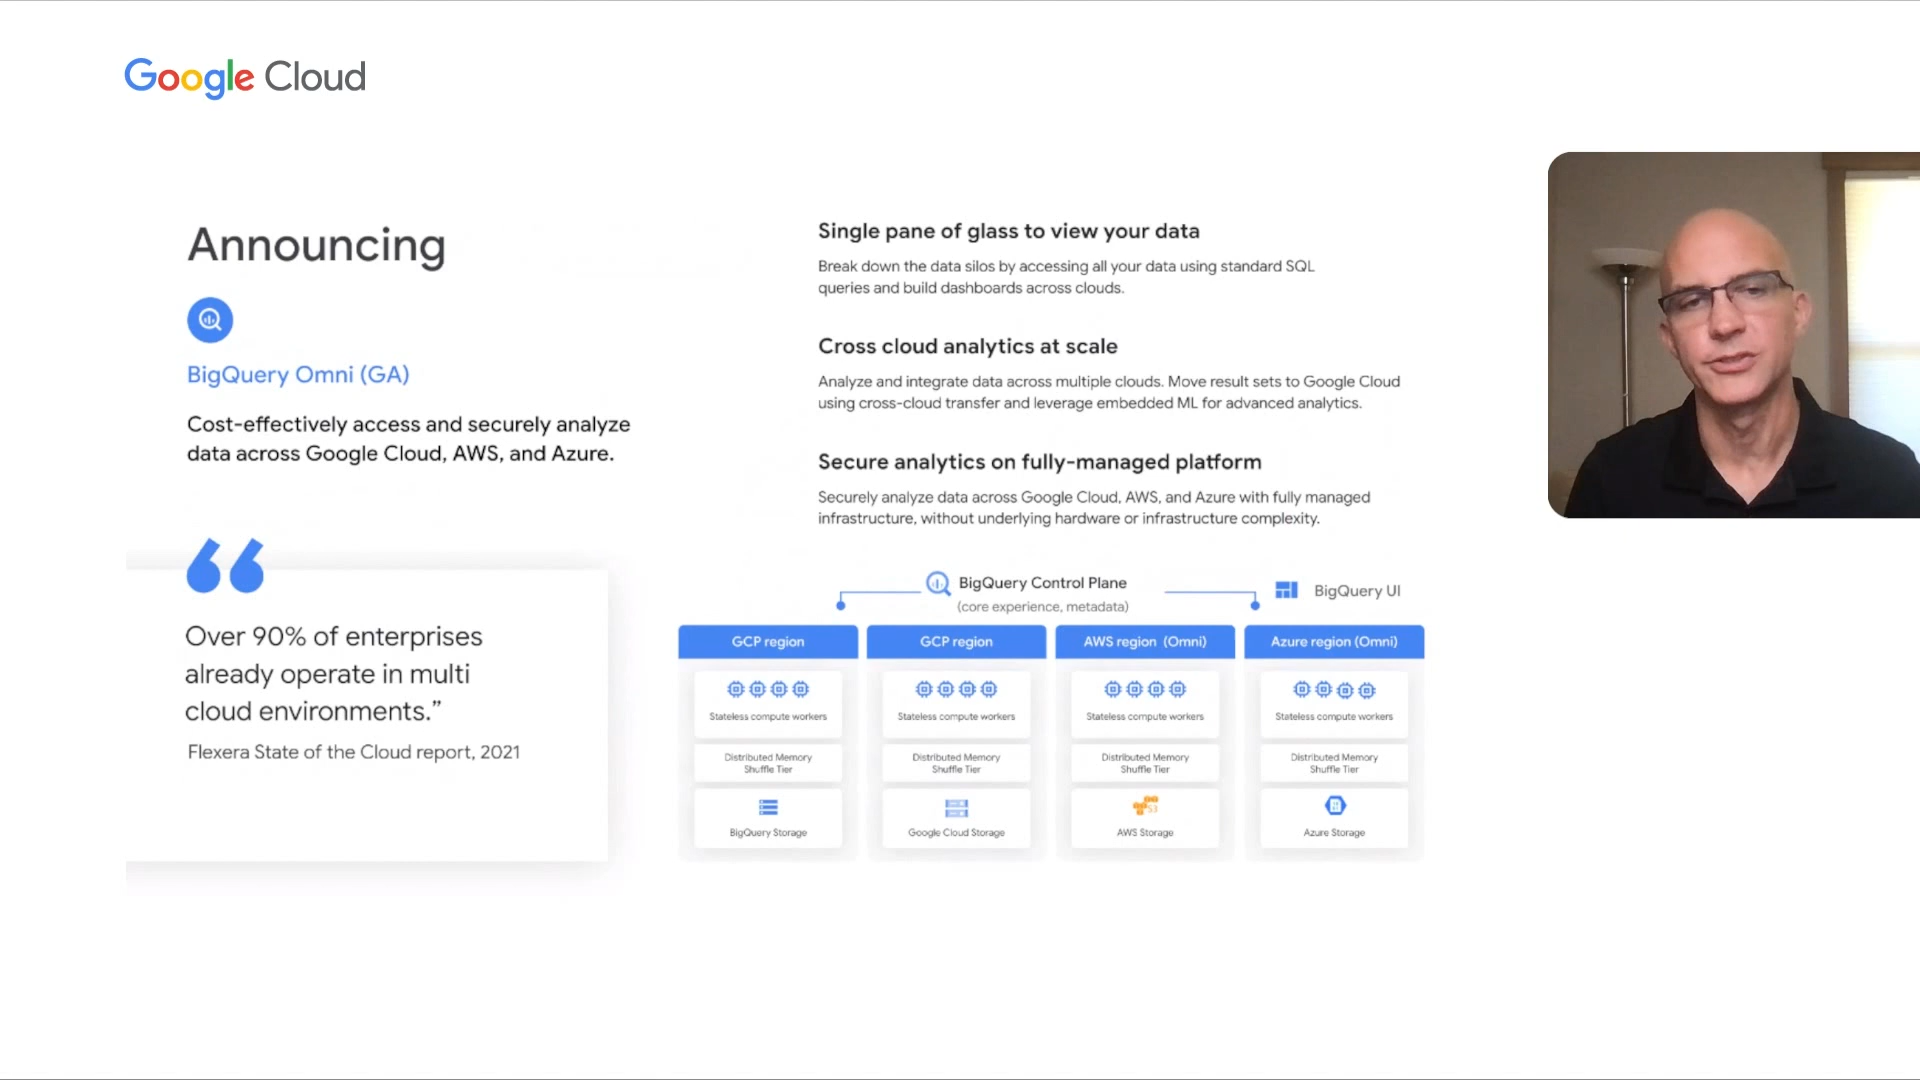 Google Cloud
Announcing
BigQuery Omni (GA)
Cost-effectively access and securely analyze
data across Google Cloud, AWS, and Azure.
“
Over 90% of enterprises
already operate in multi
cloud environments.”
Flexera State of the Cloud report, 2021
Single pane of glass to view your data
Break down the data silos by accessing all your data using standard SQL
queries and build dashboards across clouds.
Cross cloud analytics at scale
Analyze and integrate data across multiple clouds. Move result sets to Google Cloud
using cross-cloud transfer and leverage embedded ML for advanced analytics.
Secure analytics on fully-managed platform
Securely analyze data across Google Cloud, AWS, and Azure with fully managed
infrastructure, without underlying hardware or infrastructure complexity.
BigQuery Control Plane
(core experience, metadata)
BigQuery UI
GCP region
Stateless compute workers
Distributed Memory
Shuffle Tier
BigQuery Storage
GCP region
Stateless compute workers
Distributed Memory
Shuffle Tier
Google Cloud Storage
AWS region (Omni)
Stateless compute workers
Distributed Memory
Shuffle Tier
S3
AWS Storage
Azure region (Omni)
Stateless compute workers
Distributed Memory
Shuffle Tier
Azure Storage